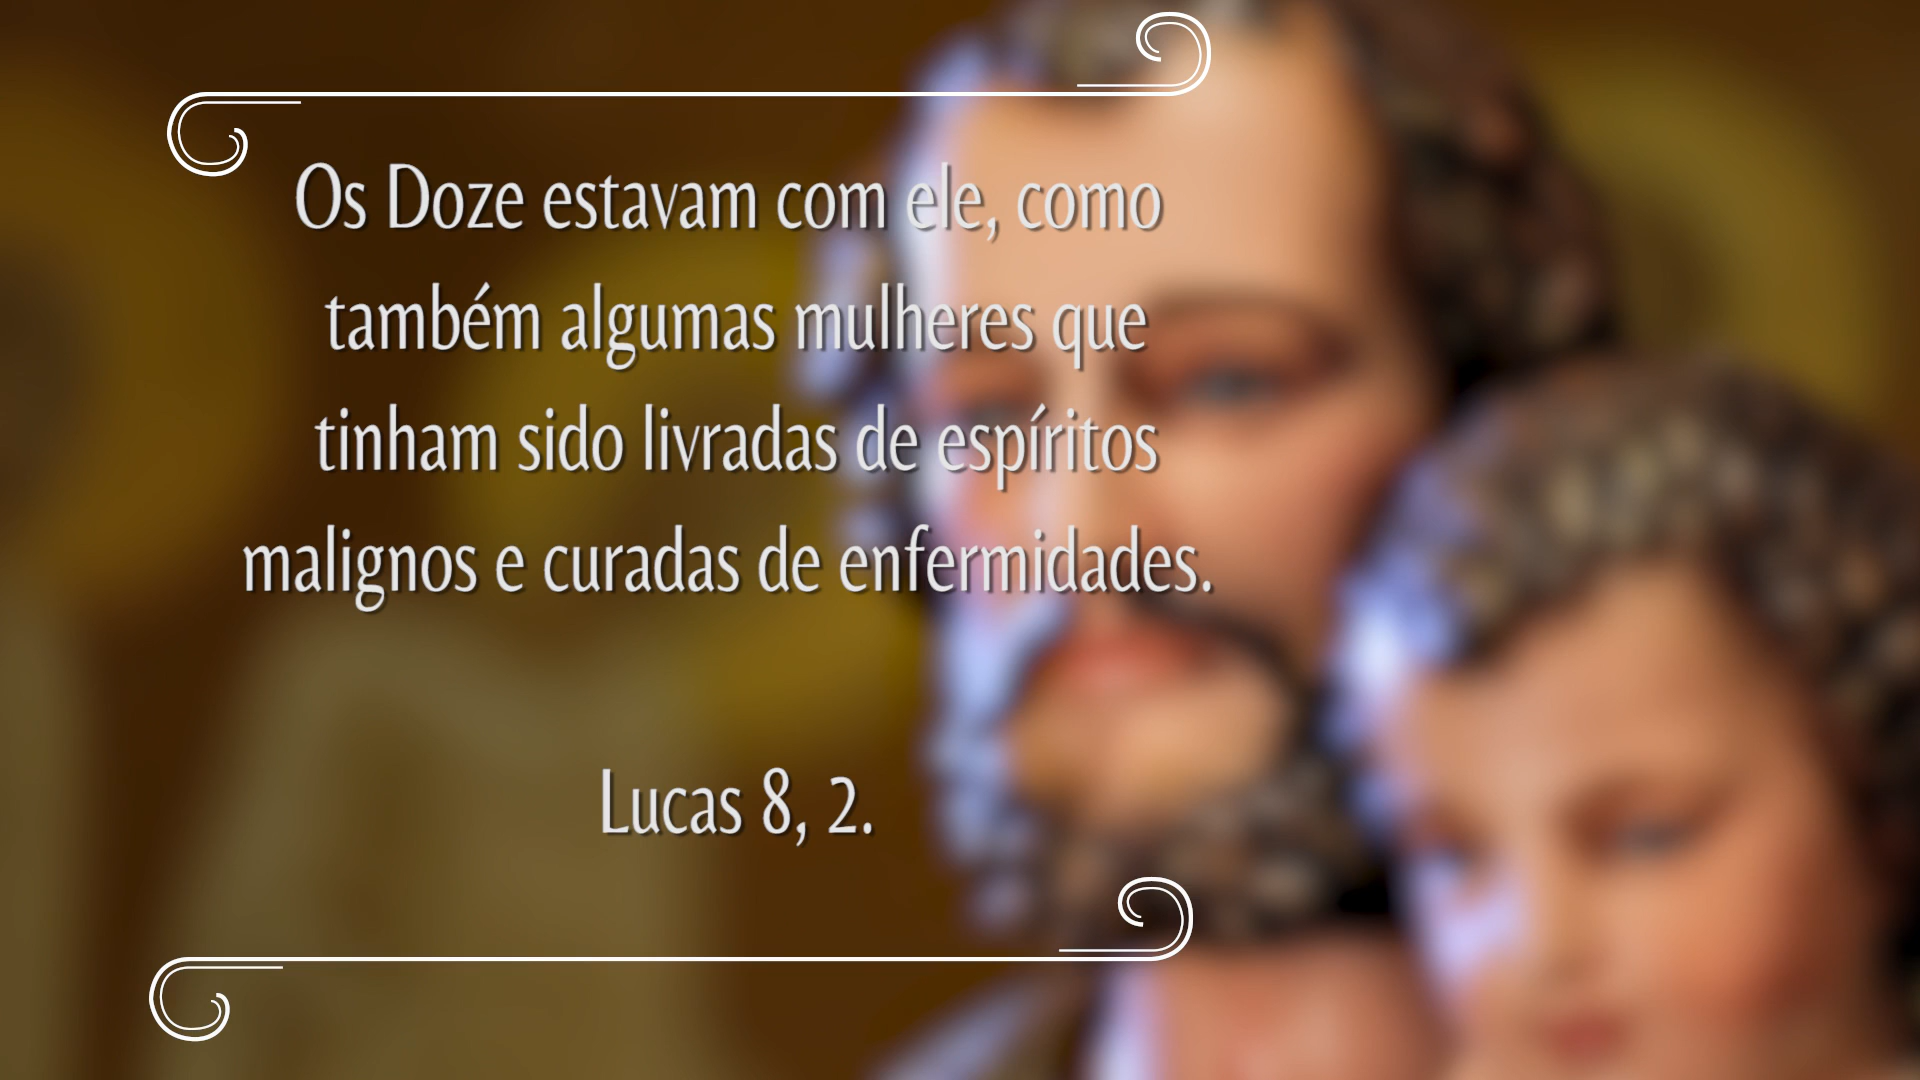 Os Doze estavam com ele, como
também algumas mulheres que
tinham sido livradas de espíritos
malignos e curadas de enfermidades.
Lucas 8, 2.